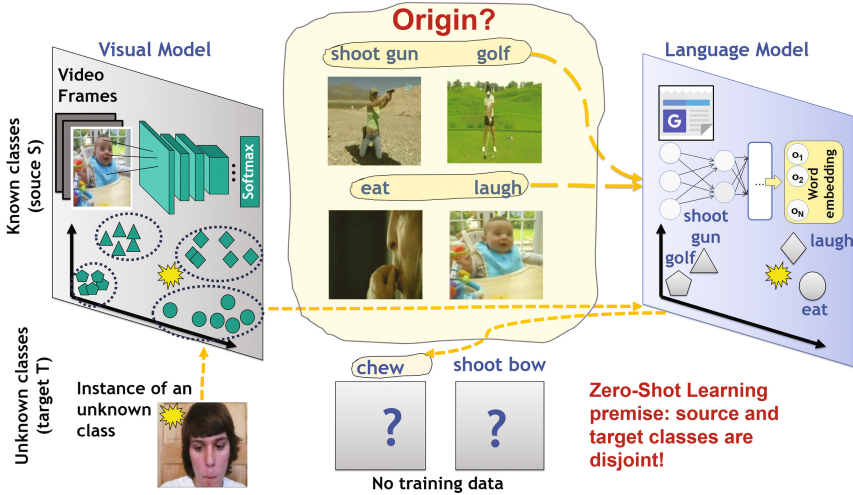 Origin?
Visual Model
shoot gun
golf
Language Model
Video
Frames
Softmax
Known classes
(souce S)
eat
laugh
G
...
O1
O2
ON
Word
embedding
shoot
gun
golf
laugh
eat
Unknown classes
(target T)
Instance of an
unknown
class
chew
shoot bow
?
?
No training data
Zero-Shot Learning
premise: source and
target classes are
disjoint!